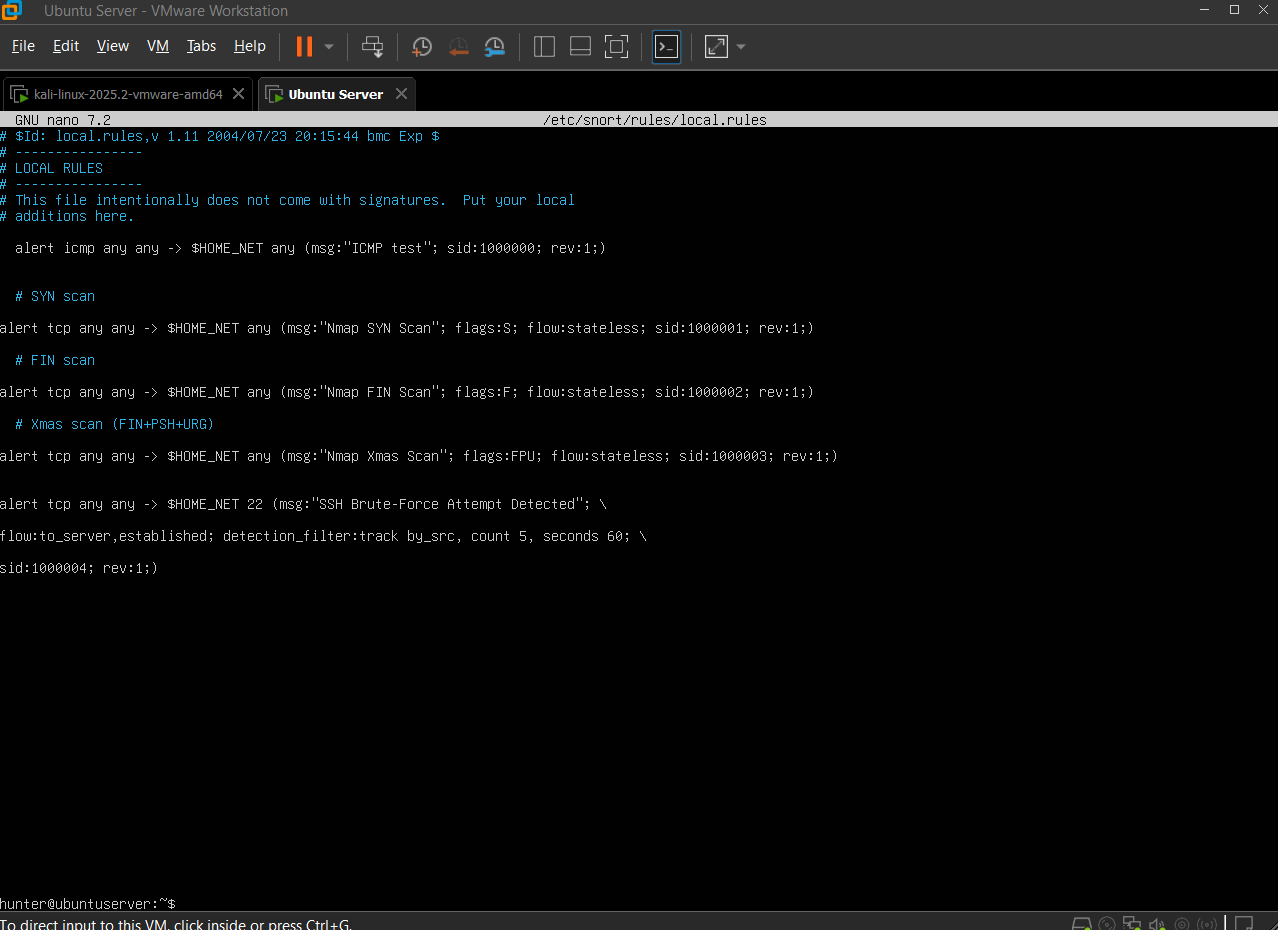 Ubuntu Server - VMware Workstation
File Edit View VM Tabs Help
kali-linux-2025.2-vmware-amd64
Ubuntu Server
GNU nano 7.2 /etc/snort/rules/local.rules
# $Id: local.rules,v 1.11 2004/07/23 20:15:44 bmc Exp $
# ----------------
# LOCAL RULES
# ----------------
# This file intentionally does not come with signatures.  Put your local
# additions here.
alert icmp any any -> $HOME_NET any (msg:"ICMP test"; sid:1000000; rev:1;)
# SYN scan
alert tcp any any -> $HOME_NET any (msg:"Nmap SYN Scan"; flags:S; flow:stateless; sid:1000001; rev:1;)
# FIN scan
alert tcp any any -> $HOME_NET any (msg:"Nmap FIN Scan"; flags:F; flow:stateless; sid:1000002; rev:1;)
# Xmas scan (FIN+PSH+URG)
alert tcp any any -> $HOME_NET any (msg:"Nmap Xmas Scan"; flags:FPU; flow:stateless; sid:1000003; rev:1;)
alert tcp any any -> $HOME_NET 22 (msg:"SSH Brute-Force Attempt Detected"; \
flow:to_server,established; detection_filter:track by_src, count 5, seconds 60; \
sid:1000004; rev:1;)
hunter@ubuntuserver:~$
To direct input to this VM, click inside or press Ctrl+G.